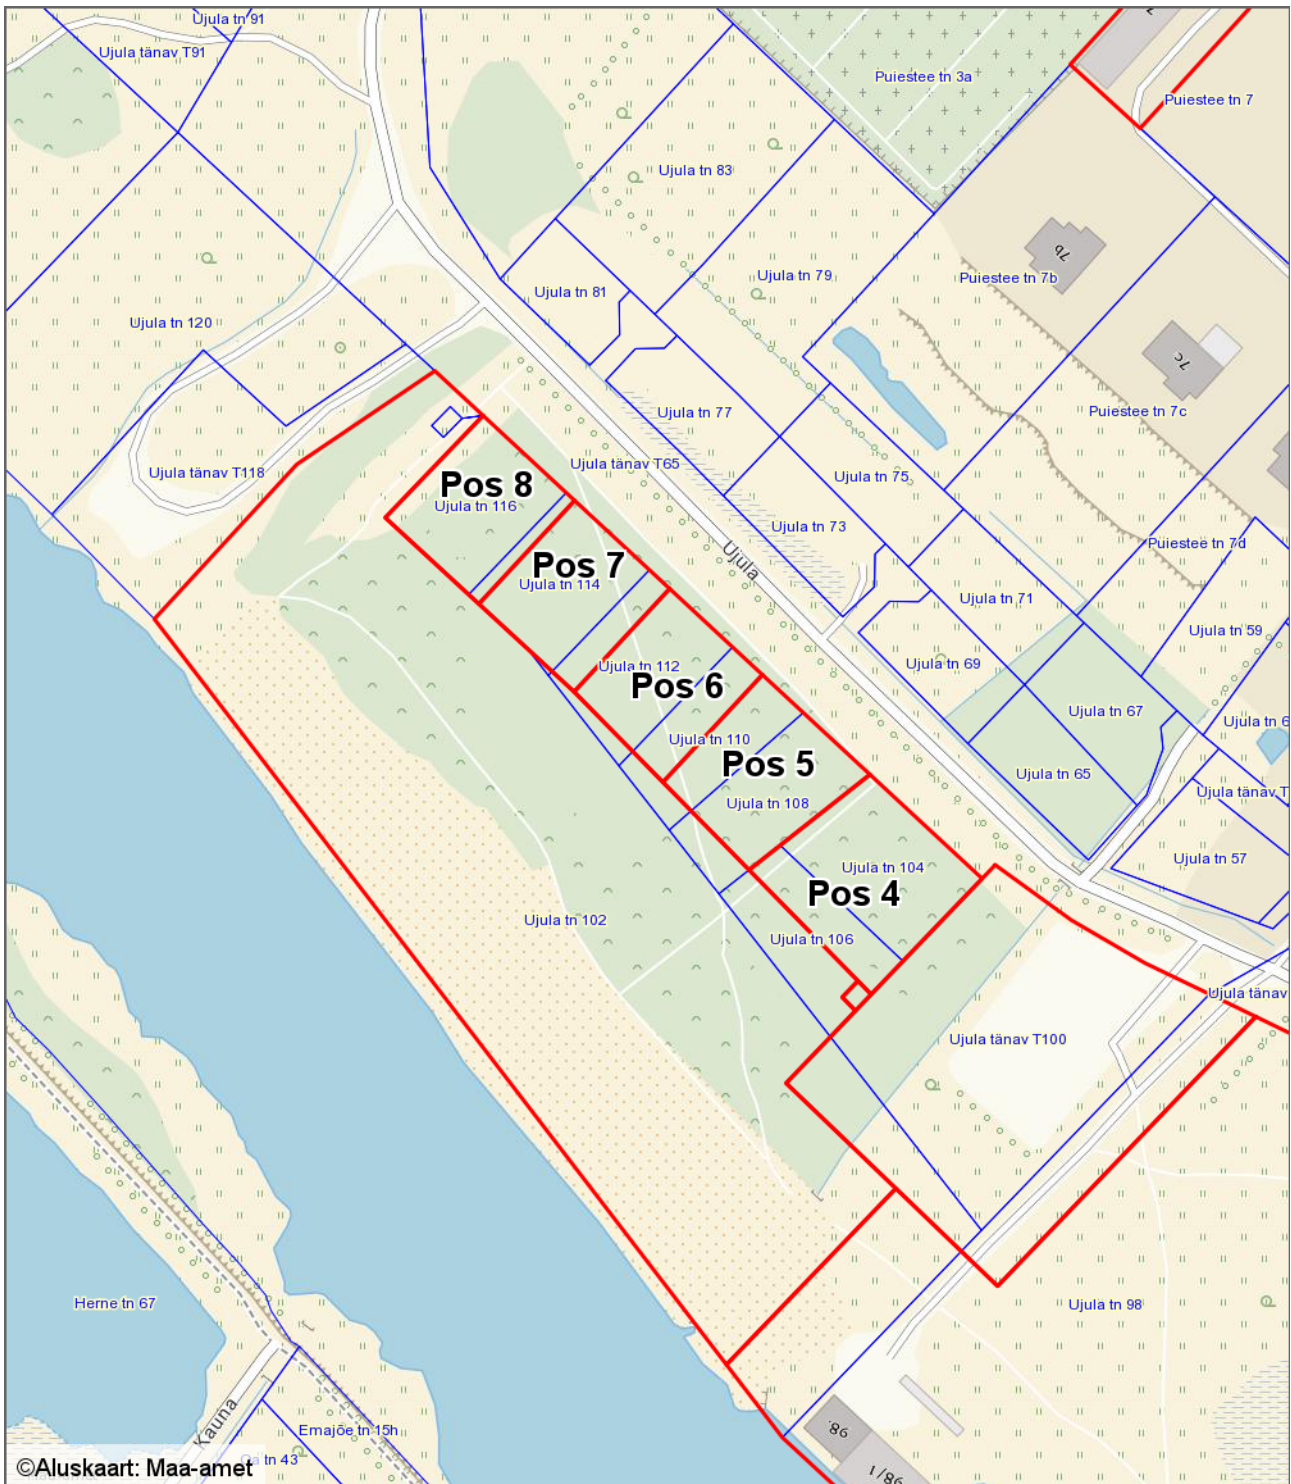 Ujula tn 91
Ujula tänav T91
Puiestee tn 3a
Puiestee tn 7
Ujula tn 83
7b
Ujula tn 79
Puiestee tn 7b
Ujula tn 81
Ujula tn 120
7c
Ujula tn 77
Puiestee tn 7c
Ujula tänav T118
Ujula tänav T65
Pos 8
Ujula tn 116
Ujula tn 75
Ujula tn 73
Puiestee tn 7d
Ujula
Pos 7
Ujula tn 114
Ujula tn 71
Ujula tn 59
Ujula tn 112
Ujula tn 69
Pos 6
Ujula tn 67
Ujula tn 6
Ujula tn 110
Pos 5
Ujula tn 65
Ujula tänav T
Ujula tn 108
Ujula tn 57
Ujula tn 104
Pos 4
Ujula tn 102
Ujula tn 106
Ujula tänav
Ujula tänav T100
Herne tn 67
Ujula tn 98
Kauna
Emajõe tn 15h
98
tn 43
98/1
©Aluskaart: Maa-amet